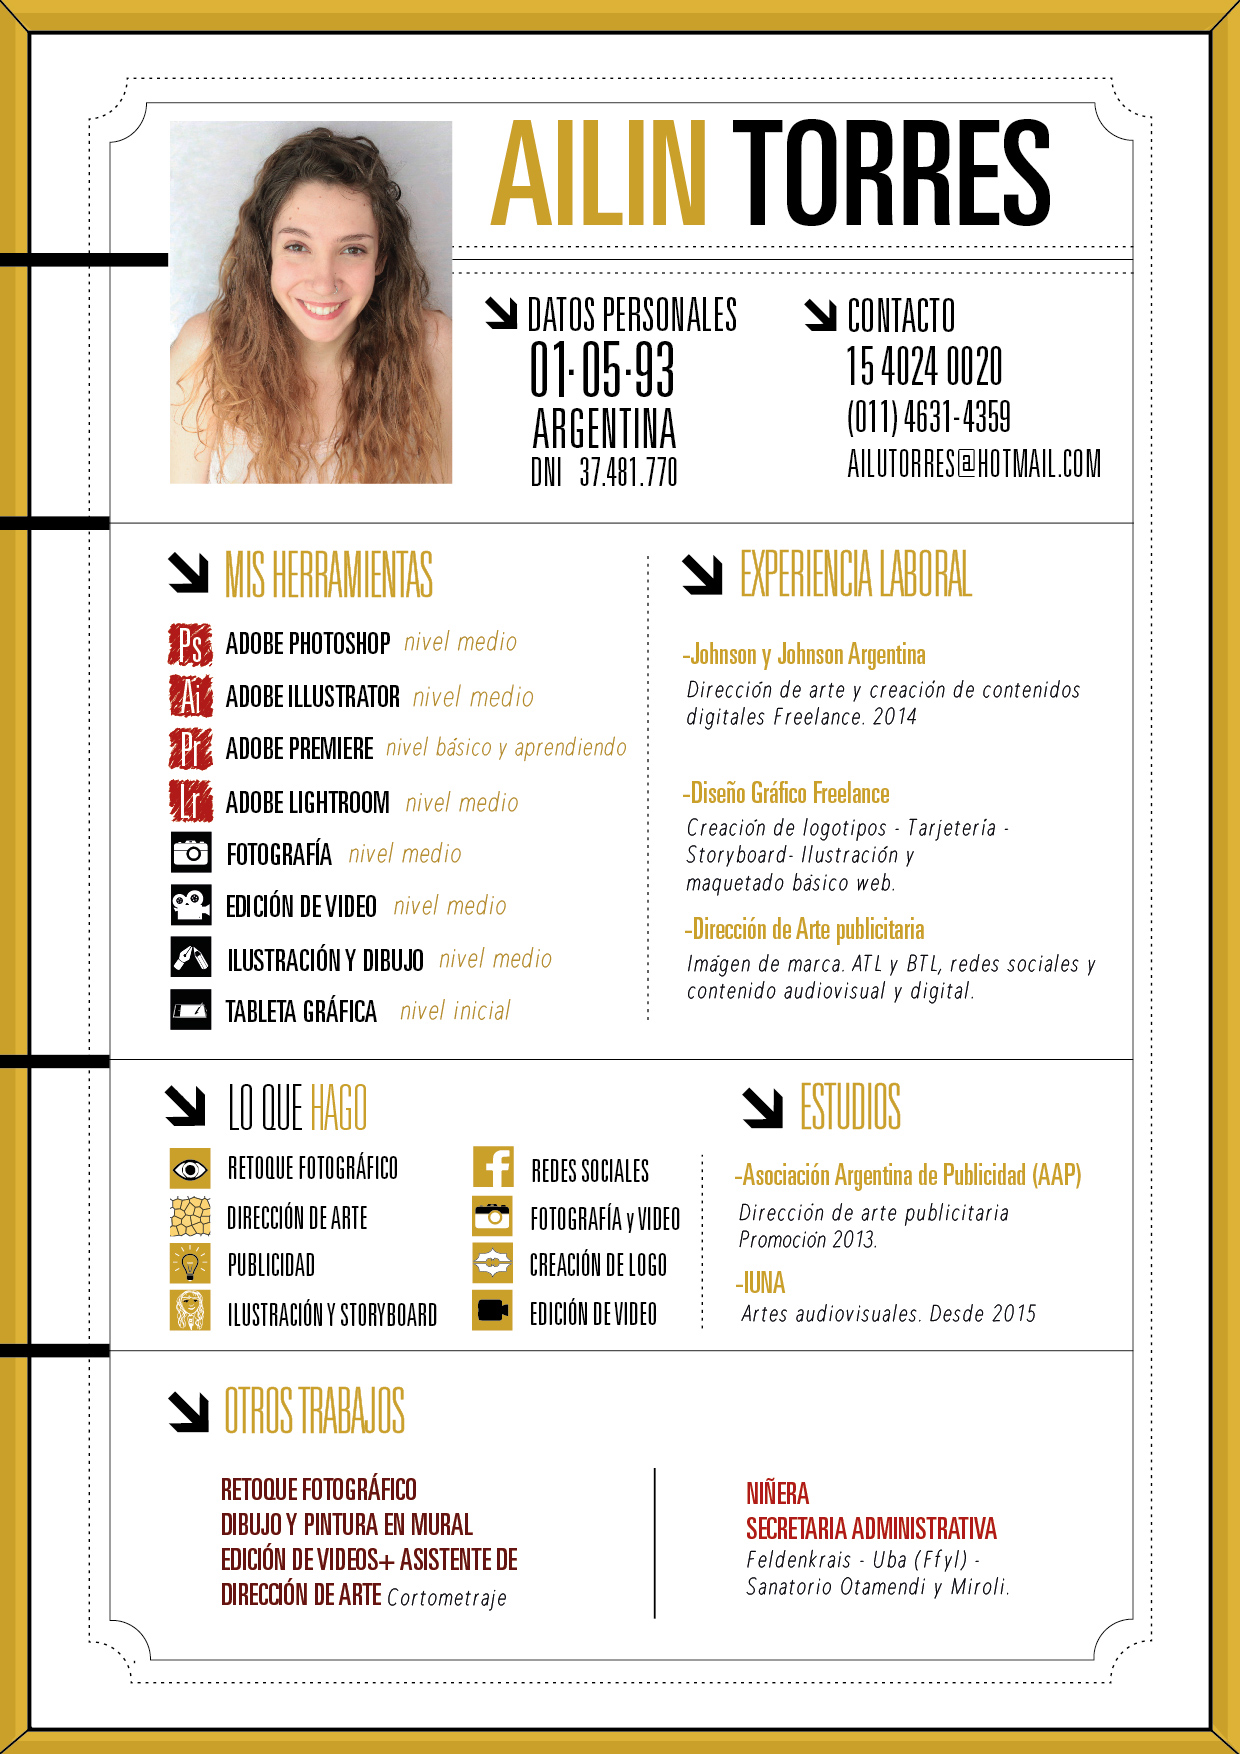 AILIN TORRES
DATOS PERSONALES
01·05·93
ARGENTINA
DNI 37.481.770
CONTACTO
15 4024 0020
(011) 4631-4359
AILUTORRES@HOTMAIL.COM
MIS HERRAMIENTAS
Ps ADOBE PHOTOSHOP nivel medio
Ai ADOBE ILLUSTRATOR nivel medio
Pr ADOBE PREMIERE nivel básico y aprendiendo
Lr ADOBE LIGHTROOM nivel medio
FOTOGRAFÍA nivel medio
EDICIÓN DE VIDEO nivel medio
ILUSTRACIÓN Y DIBUJO nivel medio
TABLETA GRÁFICA nivel inicial
EXPERIENCIA LABORAL
-Johnson y Johnson Argentina
Dirección de arte y creación de contenidos
digitales Freelance. 2014
-Diseño Gráfico Freelance
Creación de logotipos - Tarjetería -
Storyboard- Ilustración y
maquetado básico web.
-Dirección de Arte publicitaria
Imágen de marca. ATL y BTL, redes sociales y
contenido audiovisual y digital.
LO QUE HAGO
RETOQUE FOTOGRÁFICO
DIRECCIÓN DE ARTE
PUBLICIDAD
ILUSTRACIÓN Y STORYBOARD
f REDES SOCIALES
FOTOGRAFÍA y VIDEO
CREACIÓN DE LOGO
EDICIÓN DE VIDEO
ESTUDIOS
-Asociación Argentina de Publicidad (AAP)
Dirección de arte publicitaria
Promoción 2013.
-IUNA
Artes audiovisuales. Desde 2015
OTROS TRABAJOS
RETOQUE FOTOGRÁFICO
DIBUJO Y PINTURA EN MURAL
EDICIÓN DE VIDEOS+ ASISTENTE DE
DIRECCIÓN DE ARTE Cortometraje
NIÑERA
SECRETARIA ADMINISTRATIVA
Feldenkrais - Uba (Ffyl) -
Sanatorio Otamendi y Miroli.